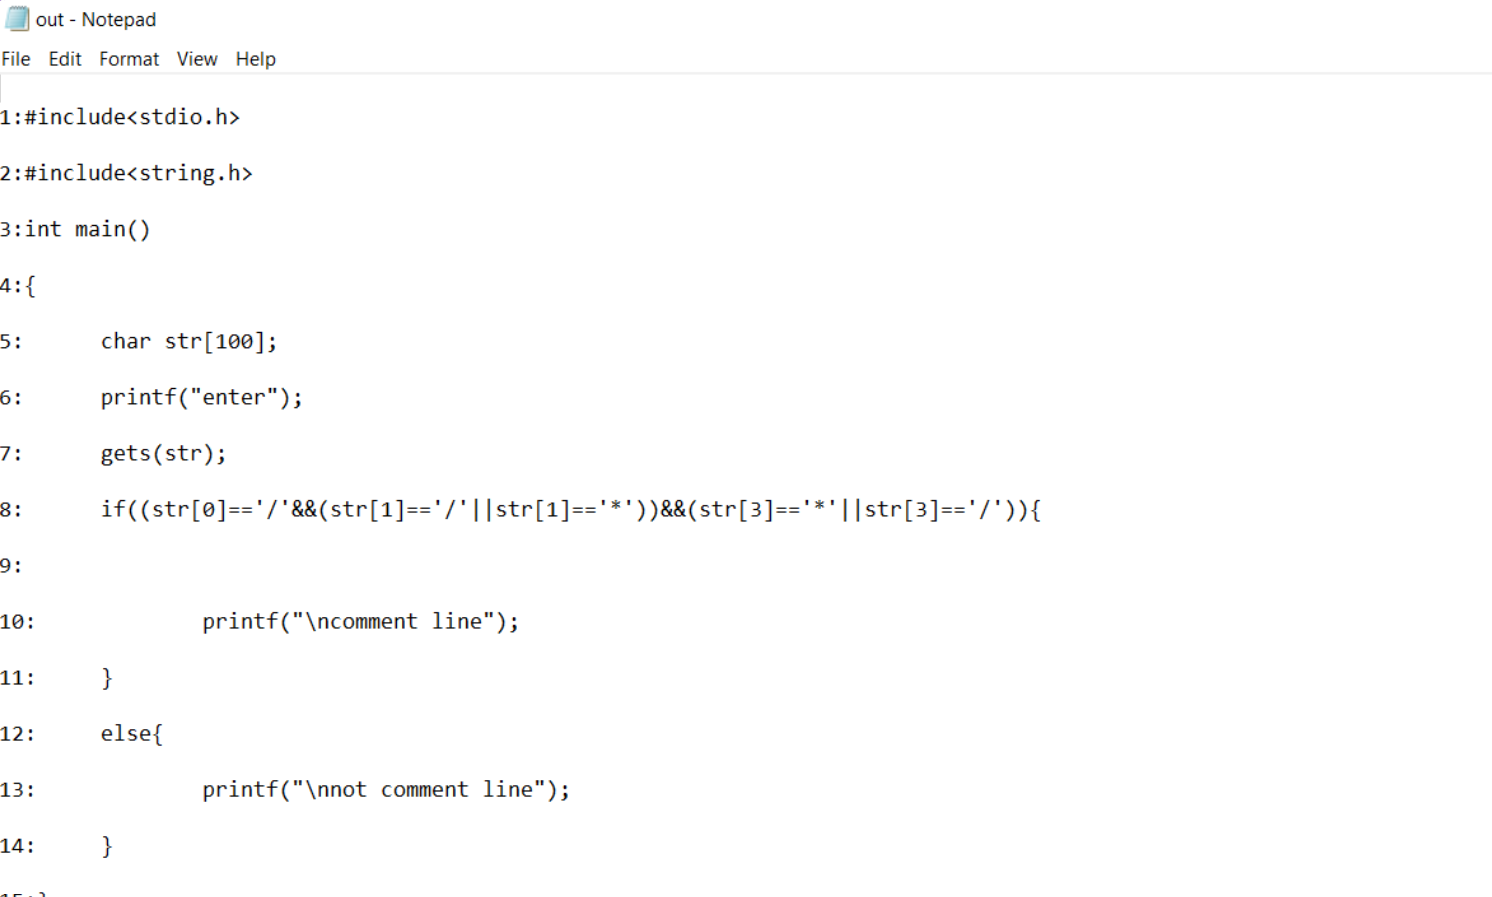 out - Notepad
File Edit Format View Help
1:#include<stdio.h>
2:#include<string.h>
3:int main()
4:{
5:      char str[100];
6:      printf("enter");
7:      gets(str);
8:      if((str[0]=='/'&&(str[1]=='/'||str[1]=='*'))&&(str[3]=='*'||str[3]=='/')){
9:
10:             printf("\ncomment line");
11:     }
12:     else{
13:             printf("\nnot comment line");
14:     }
15:}